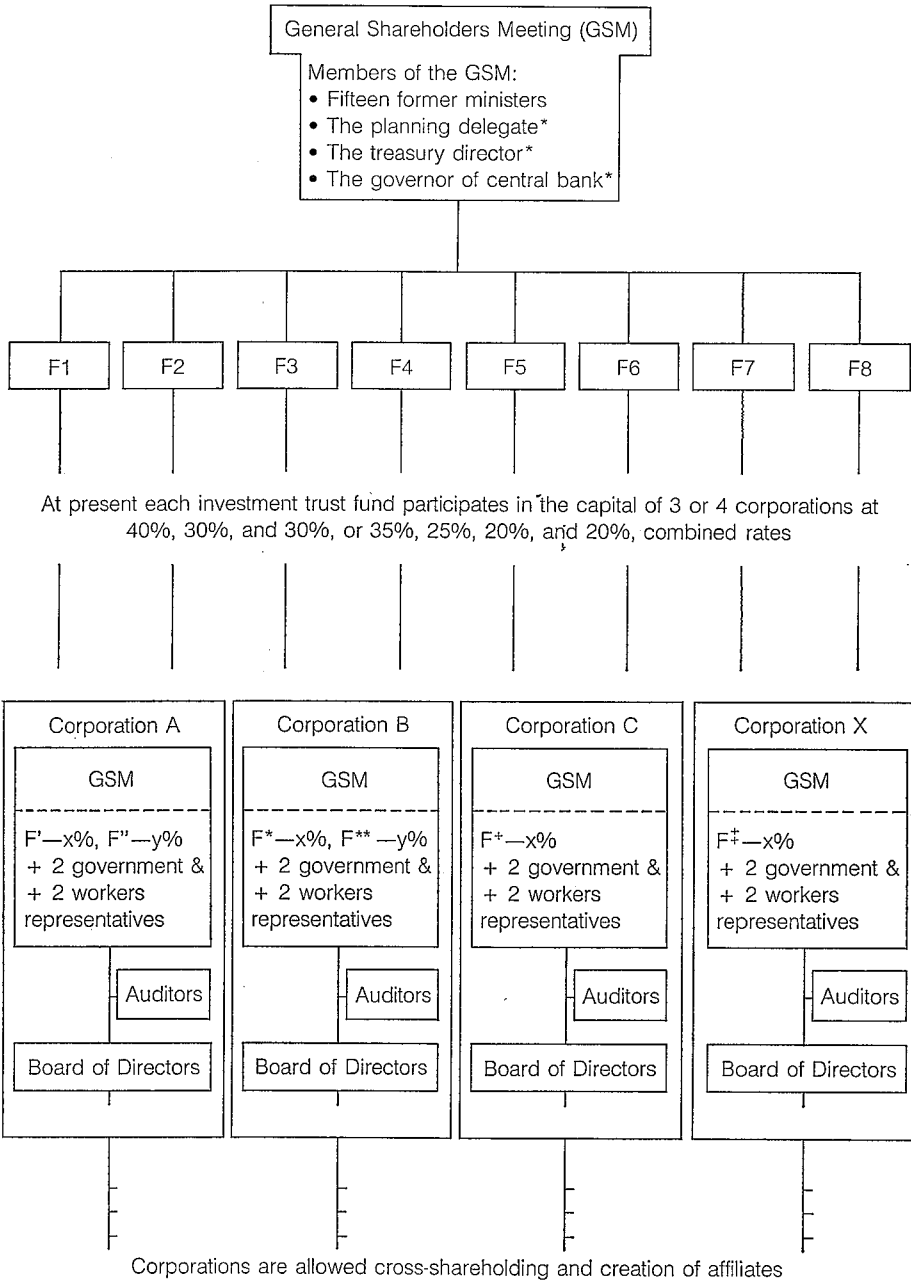 General Shareholders Meeting (GSM)
Members of the GSM:
• Fifteen former ministers
• The planning delegate*
• The treasury director*
• The governor of central bank*
F1 F2 F3 F4 F5 F6 F7 F8
At present each investment trust fund participates in the capital of 3 or 4 corporations at
40%, 30%, and 30%, or 35%, 25%, 20%, and 20%, combined rates
Corporation A
GSM
F'—x%, F"—y%
+ 2 government &
+ 2 workers
representatives
Auditors
Board of Directors
Corporation B
GSM
F*—x%, F**—y%
+ 2 government &
+ 2 workers
representatives
Auditors
Board of Directors
Corporation C
GSM
F+—x%
+ 2 government &
+ 2 workers
representatives
Auditors
Board of Directors
Corporation X
GSM
F‡—x%
+ 2 government &
+ 2 workers
representatives
Auditors
Board of Directors
Corporations are allowed cross-shareholding and creation of affiliates